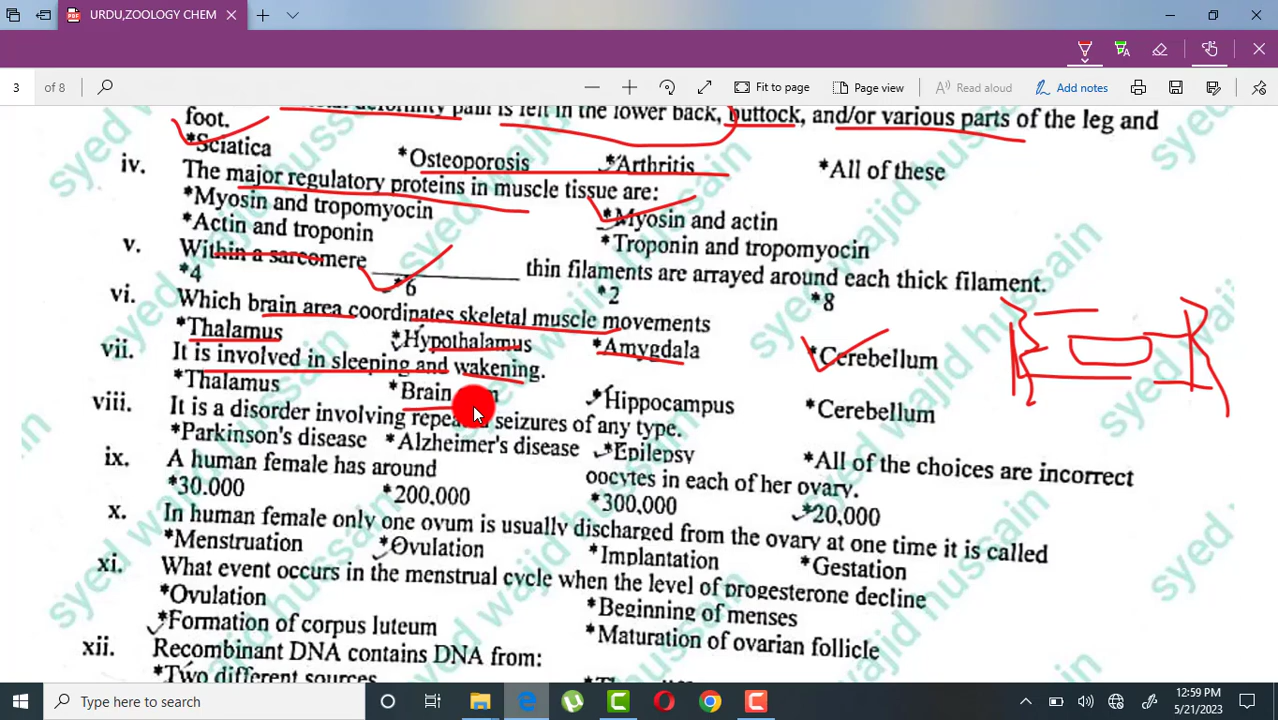 URDU,ZOOLOGY CHEM
3 of 8
Fit to page
Page view
Read aloud
Add notes
deformity pain is felt in the lower back, buttock, and/or various parts of the leg and
foot.
*Sciatica *Osteoporosis *Arthritis *All of these
iv. The major regulatory proteins in muscle tissue are:
*Myosin and tropomyocin *Myosin and actin
*Actin and troponin *Troponin and tropomyocin
v. Within a sarcomere ____________ thin filaments are arrayed around each thick filament.
*4 *6 *2 *8
vi. Which brain area coordinates skeletal muscle movements
*Thalamus *Hypothalamus *Amygdala *Cerebellum
vii. It is involved in sleeping and wakening.
*Thalamus *Brain *Hippocampus *Cerebellum
viii. It is a disorder involving repeated seizures of any type.
*Parkinson's disease *Alzheimer's disease *Epilepsy *All of the choices are incorrect
ix. A human female has around oocytes in each of her ovary.
*30.000 *200,000 *300,000 *20,000
x. In human female only one ovum is usually discharged from the ovary at one time it is called
*Menstruation *Ovulation *Implantation *Gestation
xi. What event occurs in the menstrual cycle when the level of progesterone decline
*Ovulation *Beginning of menses
*Formation of corpus luteum *Maturation of ovarian follicle
xii. Recombinant DNA contains DNA from:
*Two different sources
syed wajid hussain
Type here to search
12:59 PM
5/21/2023